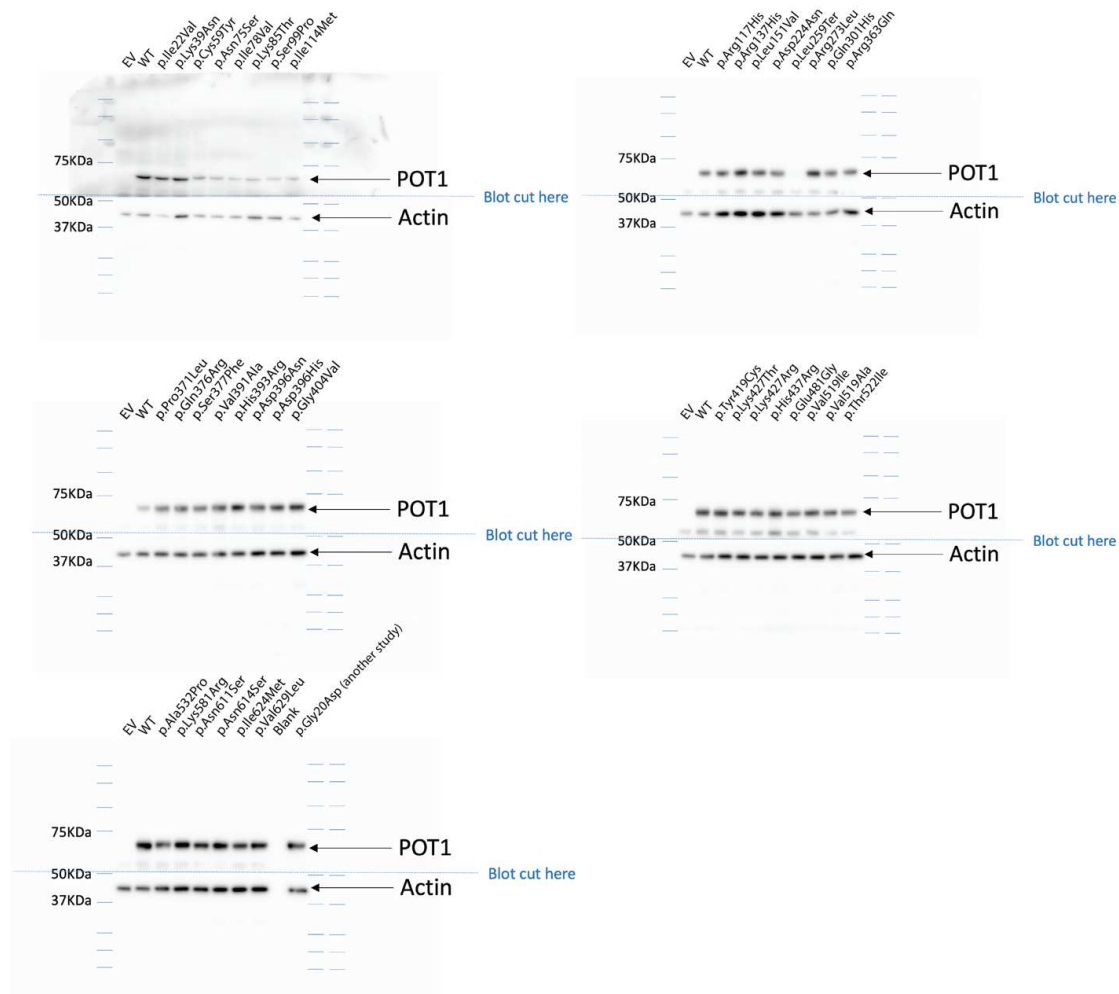 EV
WT
p.Ile22Val
p.Lys39Asn
p.Cys59Tyr
p.Asn75Ser
p.Ile78Val
p.Lys85Thr
p.Ser99Pro
p.Ile114Met
75KDa
POT1
Blot cut here
50KDa
Actin
37KDa
EV
WT
p.Arg117His
p.Arg137His
p.Leu151Val
p.Asp224Asn
p.Leu259Ter
p.Arg273Leu
p.Gln301His
p.Arg363Gln
75KDa
POT1
Blot cut here
50KDa
Actin
37KDa
EV
WT
p.Pro371Leu
p.Gln376Arg
p.Ser377Phe
p.Val391Ala
p.His393Arg
p.Asp396Asn
p.Asp396His
p.Gly404Val
75KDa
POT1
Blot cut here
50KDa
Actin
37KDa
EV
WT
p.Tyr419Cys
p.Lys427Thr
p.Lys427Arg
p.His437Arg
p.Glu481Gly
p.Val519Ile
p.Val519Ala
p.Thr522Ile
75KDa
POT1
Blot cut here
50KDa
Actin
37KDa
EV
WT
p.Ala532Pro
p.Lys581Arg
p.Asn611Ser
p.Asn614Ser
p.Ile624Met
p.Val629Leu
Blank
p.Gly20Asp (another study)
75KDa
POT1
Blot cut here
50KDa
Actin
37KDa